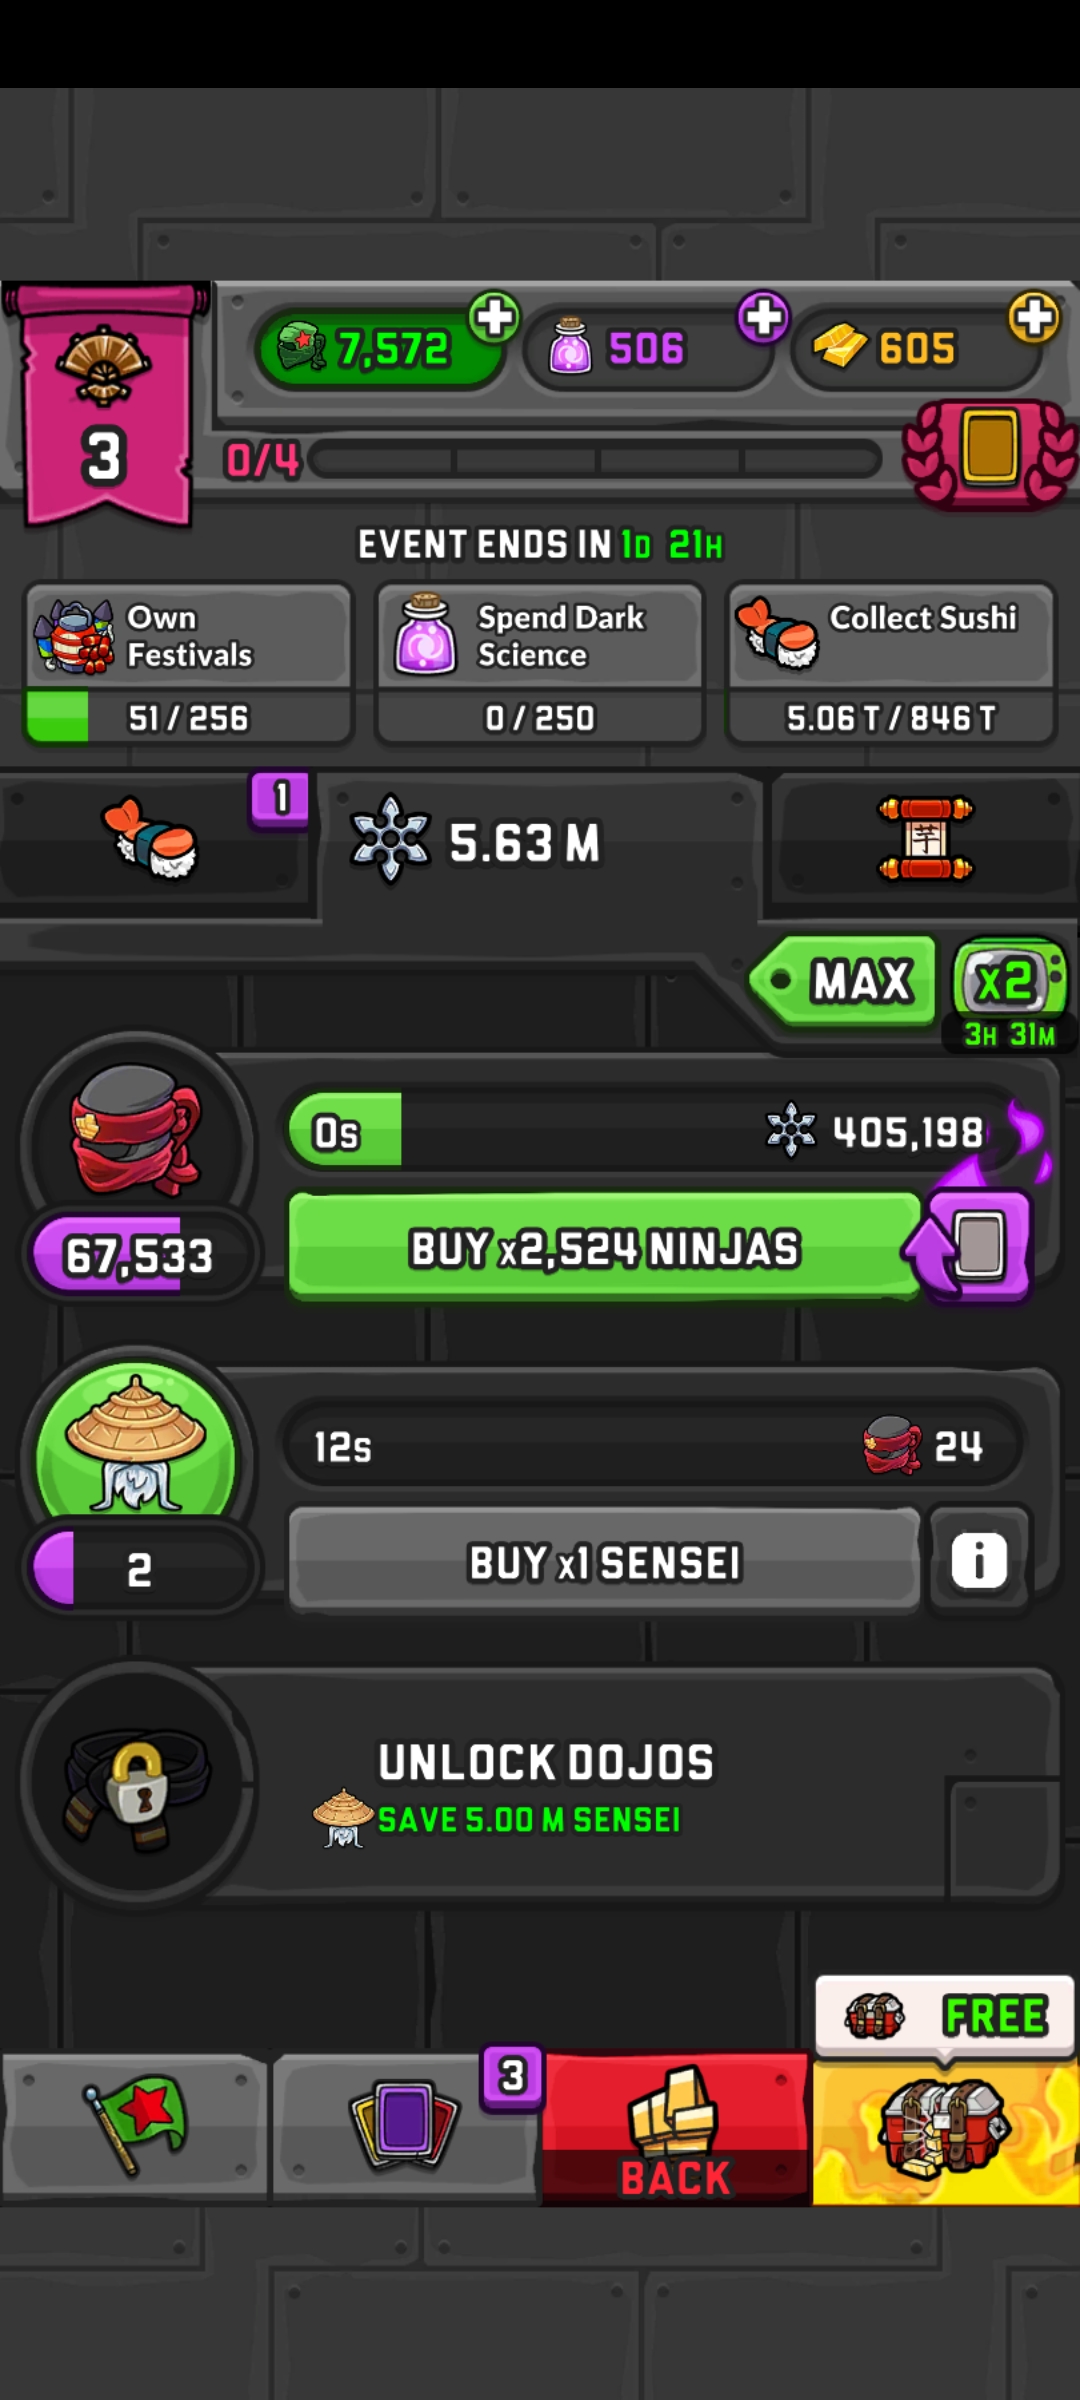 7,572
506
605
3
0/4
EVENT ENDS IN 1D 21H
Own
Festivals
51 / 256
Spend Dark
Science
0 / 250
Collect Sushi
5.06 T / 846 T
1
5.63 M
芋
MAX
x2
3H 31M
0s
405,198
67,533
BUY x2,524 NINJAS
12s
24
2
BUY x1 SENSEI
i
UNLOCK DOJOS
SAVE 5.00 M SENSEI
FREE
3
BACK